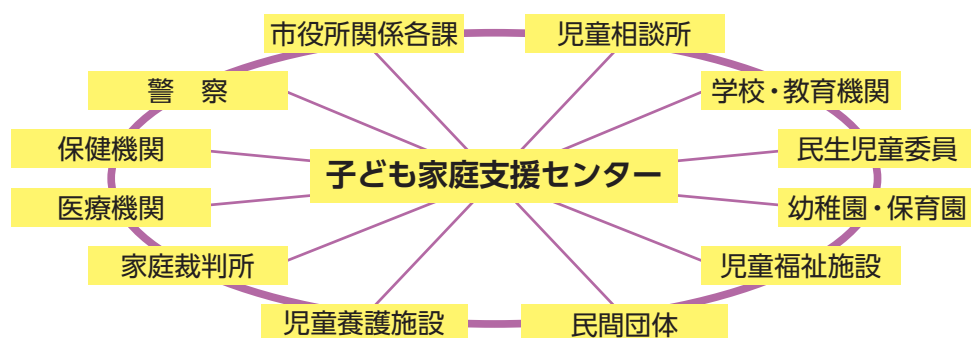 市役所関係各課
児童相談所
警　察
学校・教育機関
保健機関
民生児童委員
子ども家庭支援センター
医療機関
幼稚園・保育園
家庭裁判所
児童福祉施設
児童養護施設
民間団体